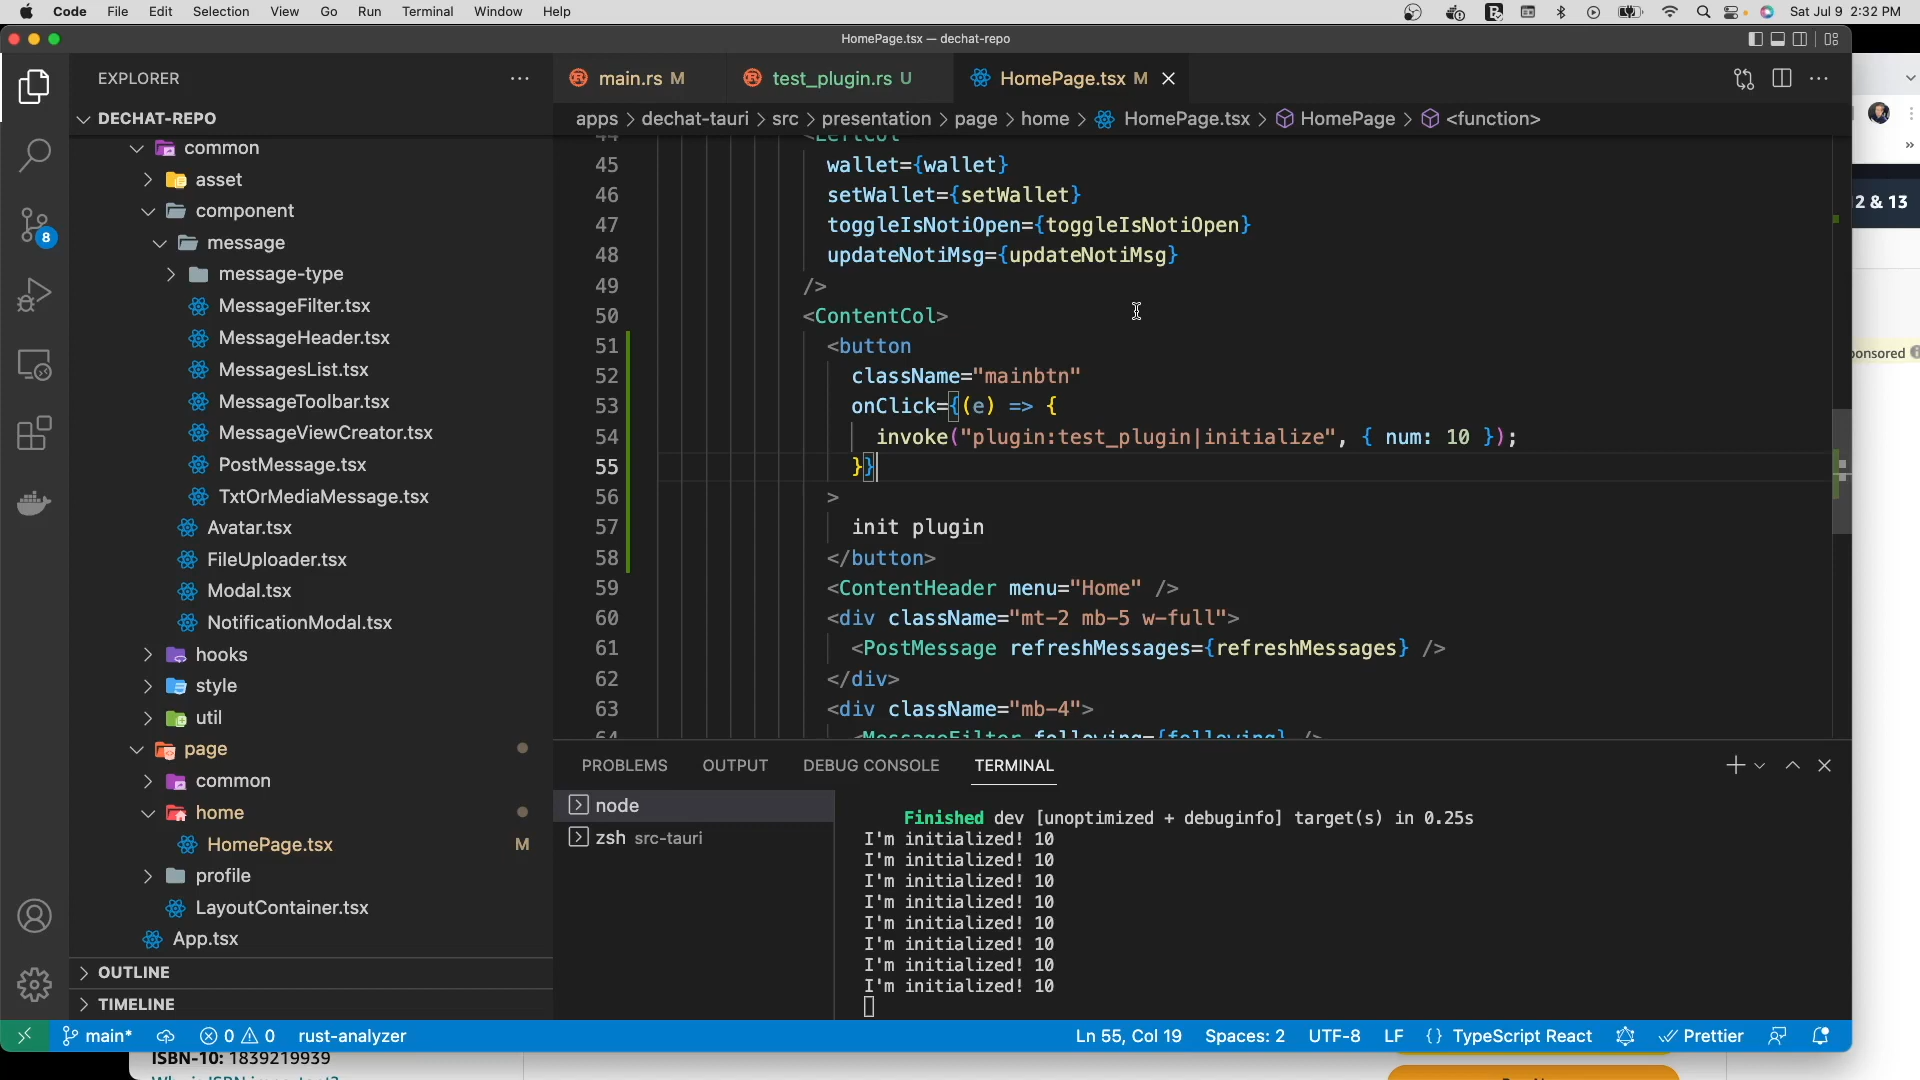 Code File Edit Selection View Go Run Terminal Window Help
Sat Jul 9 2:32 PM
HomePage.tsx — dechat-repo
EXPLORER
DECHAT-REPO
common
asset
component
message
message-type
MessageFilter.tsx
MessageHeader.tsx
MessagesList.tsx
MessageToolbar.tsx
MessageViewCreator.tsx
PostMessage.tsx
TxtOrMediaMessage.tsx
Avatar.tsx
FileUploader.tsx
Modal.tsx
NotificationModal.tsx
hooks
style
util
page
common
home
HomePage.tsx M
profile
LayoutContainer.tsx
App.tsx
OUTLINE
TIMELINE
8
main.rs M test_plugin.rs U HomePage.tsx M
apps > dechat-tauri > src > presentation > page > home > HomePage.tsx > HomePage > <function>
44 <LeftCol
45 wallet={wallet}
46 setWallet={setWallet}
47 toggleIsNotiOpen={toggleIsNotiOpen}
48 updateNotiMsg={updateNotiMsg}
49 />
50 <ContentCol>
51 <button
52 className="mainbtn"
53 onClick={(e) => {
54 invoke("plugin:test_plugin|initialize", { num: 10 });
55 }}
56 >
57 init plugin
58 </button>
59 <ContentHeader menu="Home" />
60 <div className="mt-2 mb-5 w-full">
61 <PostMessage refreshMessages={refreshMessages} />
62 </div>
63 <div className="mb-4">
64 <MessageFilter following={following} />
PROBLEMS OUTPUT DEBUG CONSOLE TERMINAL
node
zsh src-tauri
Finished dev [unoptimized + debuginfo] target(s) in 0.25s
I'm initialized! 10
I'm initialized! 10
I'm initialized! 10
I'm initialized! 10
I'm initialized! 10
I'm initialized! 10
I'm initialized! 10
I'm initialized! 10
main* 0 0 rust-analyzer
Ln 55, Col 19 Spaces: 2 UTF-8 LF {} TypeScript React Prettier
2 & 13
ponsored
ISBN-10: 1839219939